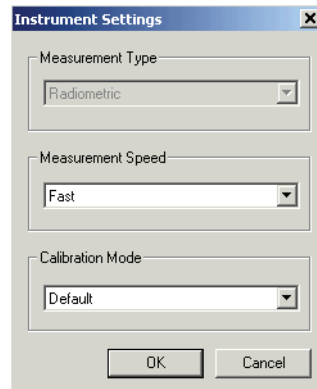 Instrument Settings
Measurement Type
Radiometric
Measurement Speed
Fast
Calibration Mode
Default
OK Cancel